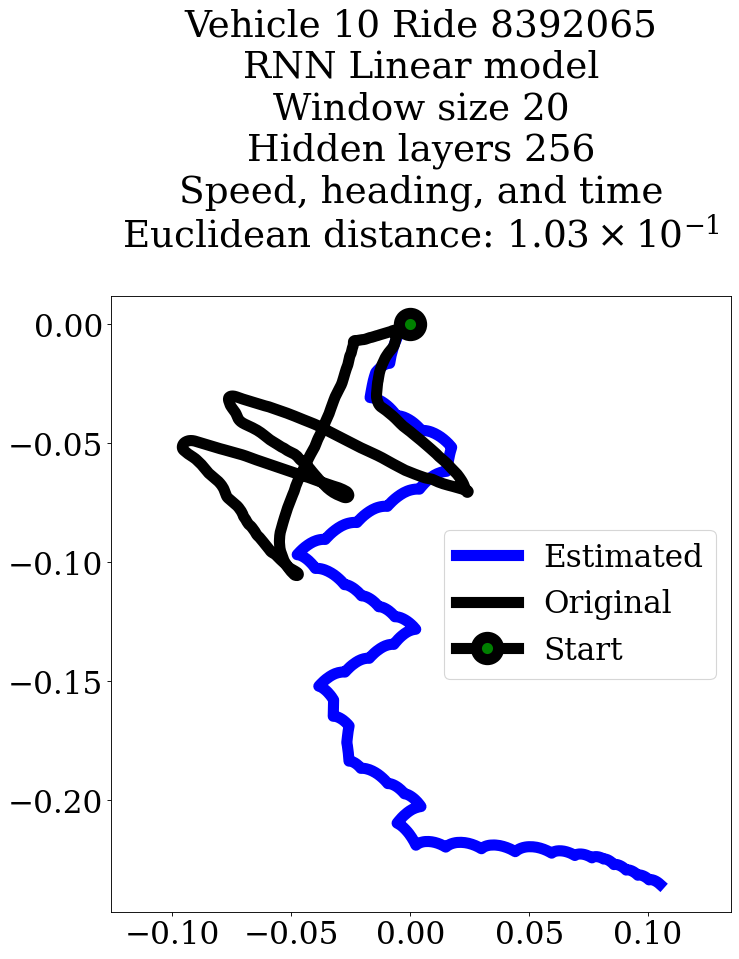 Vehicle 10 Ride 8392065
RNN Linear model
Window size 20
Hidden layers 256
Speed, heading, and time
Euclidean distance: 1.03 × 10⁻¹
0.00
−0.05
−0.10
−0.15
−0.20
Estimated
Original
Start
−0.10 −0.05 0.00 0.05 0.10